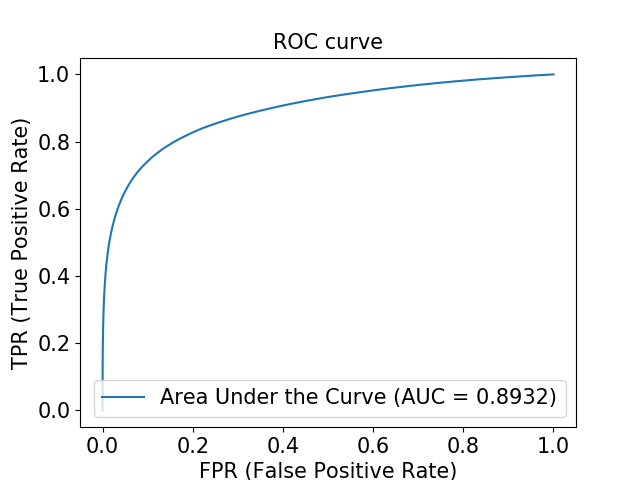 ROC curve
1.0
0.8
0.6
0.4
0.2
0.0
TPR (True Positive Rate)
Area Under the Curve (AUC = 0.8932)
0.0 0.2 0.4 0.6 0.8 1.0
FPR (False Positive Rate)